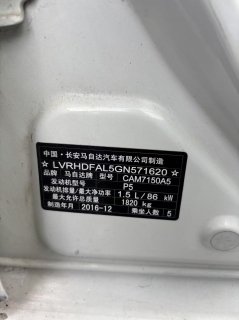 中国·长安马自达汽车有限公司制造
★LVRHDFAL5GN571620★
品牌 马自达牌 型号 CAM7150A5
发动机型号 P5
发动机排量/最大净功率 1.5 L / 86 kW
最大允许总质量 1820 kg
制造年月 2016-12 乘坐人数 5